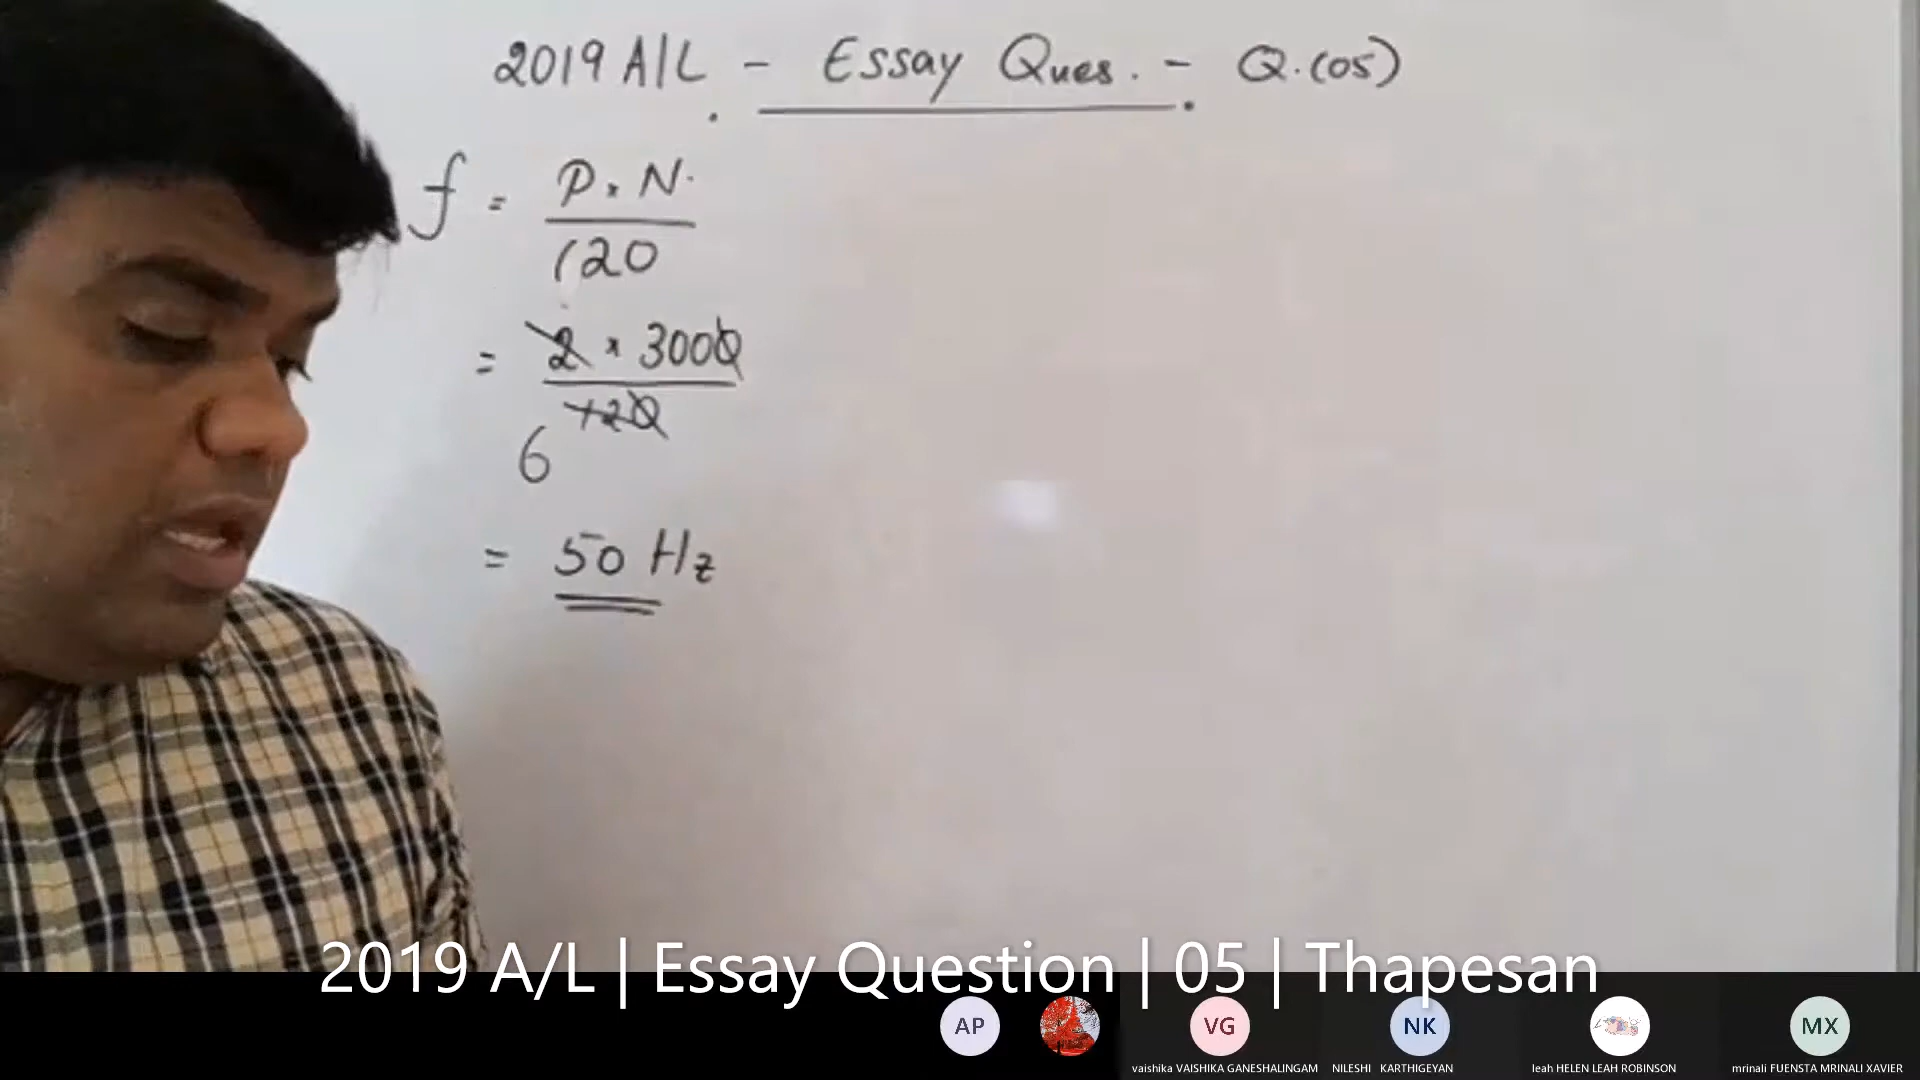 2019 A/L - Essay Ques. - Q.(05)
f = P × N.
120
= 2 × 3000
120
6
= 50 Hz
2019 A/L | Essay Question | 05 | Thapesan
AP VG NK MX
vaishika VAISHIKA GANESHALINGAM NILESHI KARTHIGEYAN leah HELEN LEAH ROBINSON mrinali FUENSTA MRINALI XAVIER